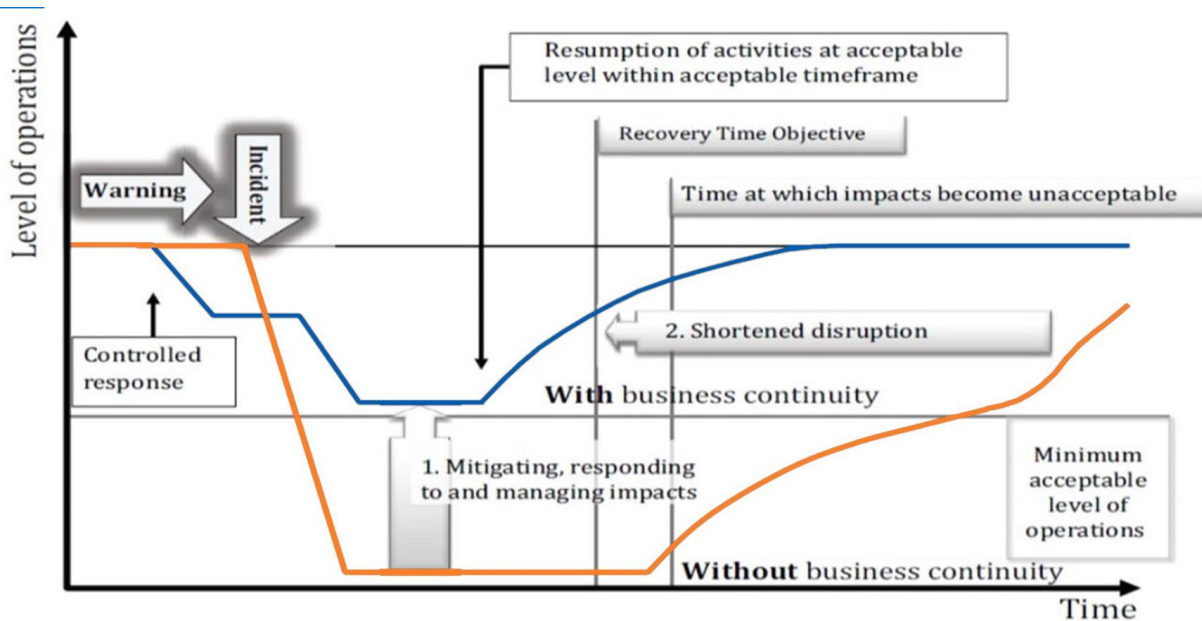 Level of operations
Resumption of activities at acceptable
level within acceptable timeframe
Recovery Time Objective
Incident
Warning
Time at which impacts become unacceptable
Controlled
response
2. Shortened disruption
With business continuity
1. Mitigating, responding
to and managing impacts
Minimum
acceptable
level of
operations
Without business continuity
Time